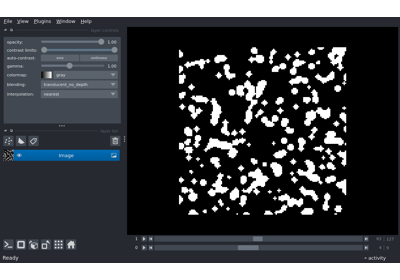 File View Plugins Window Help
opacity: 1.00
contrast limits:
auto-contrast: once continuous
gamma: 1.00
colormap: gray
blending: translucent_no_depth
interpolation: nearest
Image
1
0
Ready activity